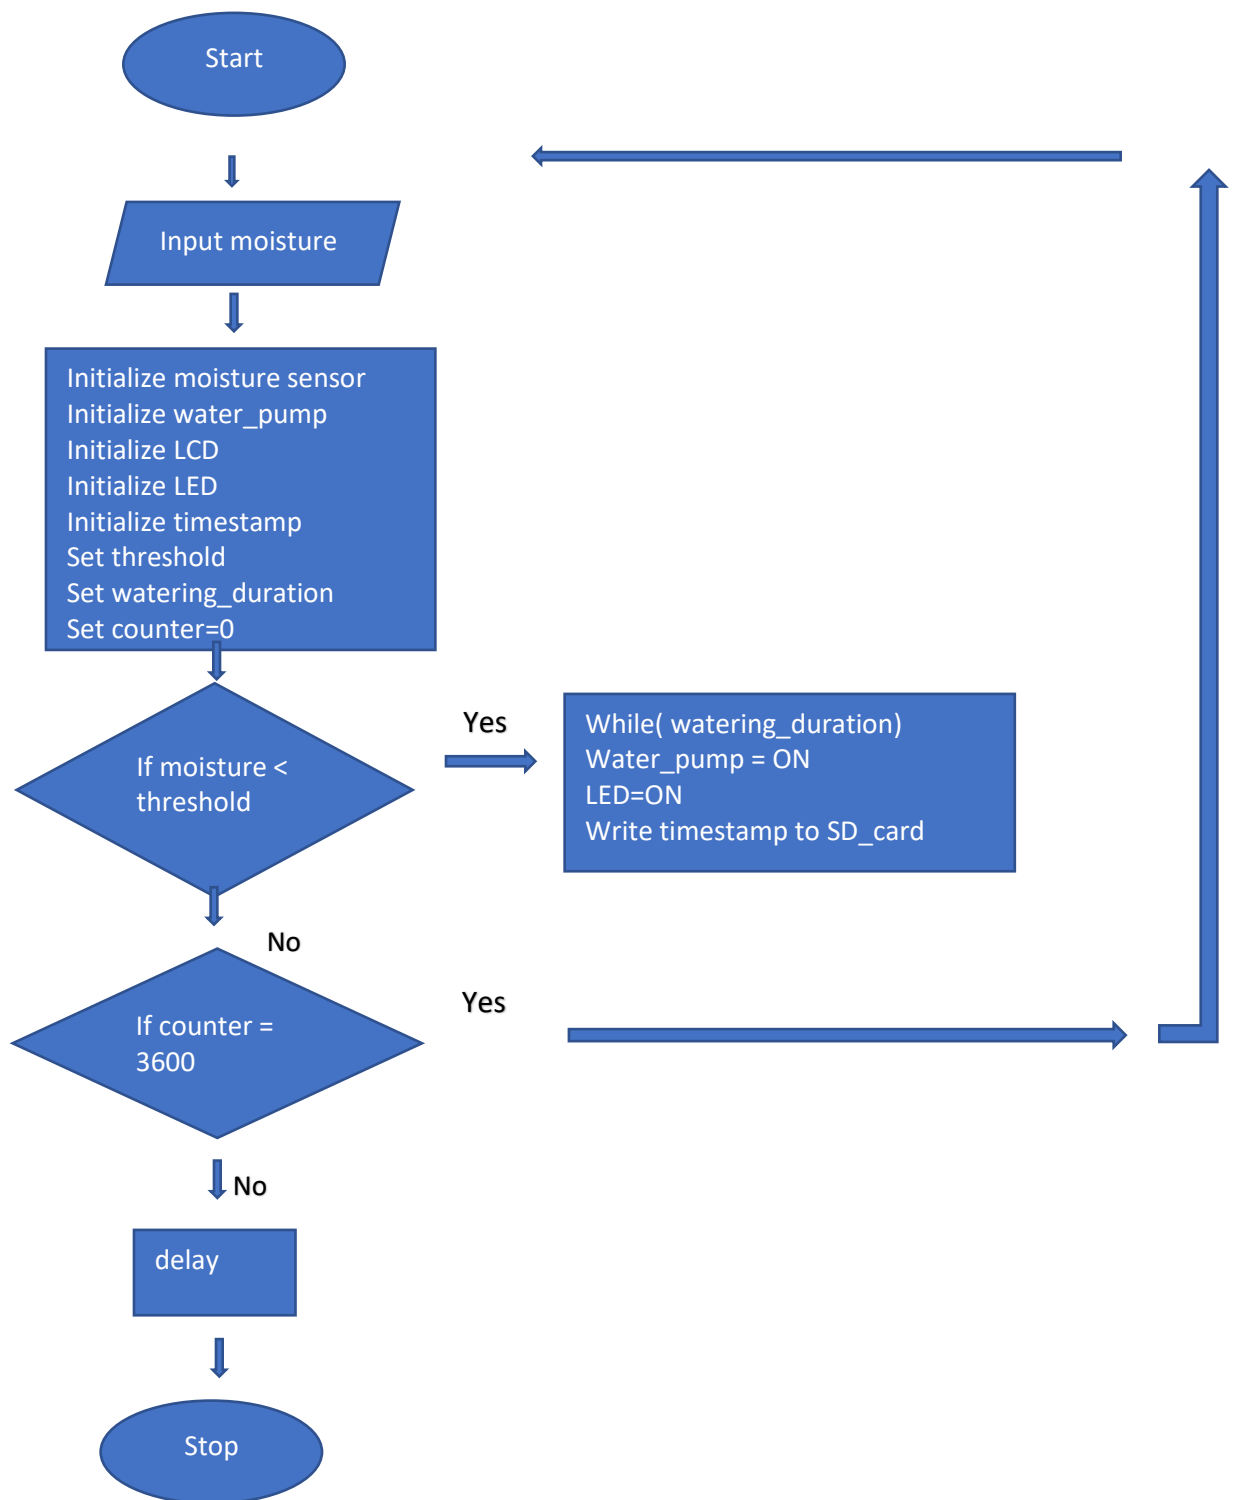 Start
Input moisture
Initialize moisture sensor
Initialize water_pump
Initialize LCD
Initialize LED
Initialize timestamp
Set threshold
Set watering_duration
Set counter=0
If moisture <
threshold
Yes
While( watering_duration)
Water_pump = ON
LED=ON
Write timestamp to SD_card
No
If counter =
3600
Yes
No
delay
Stop